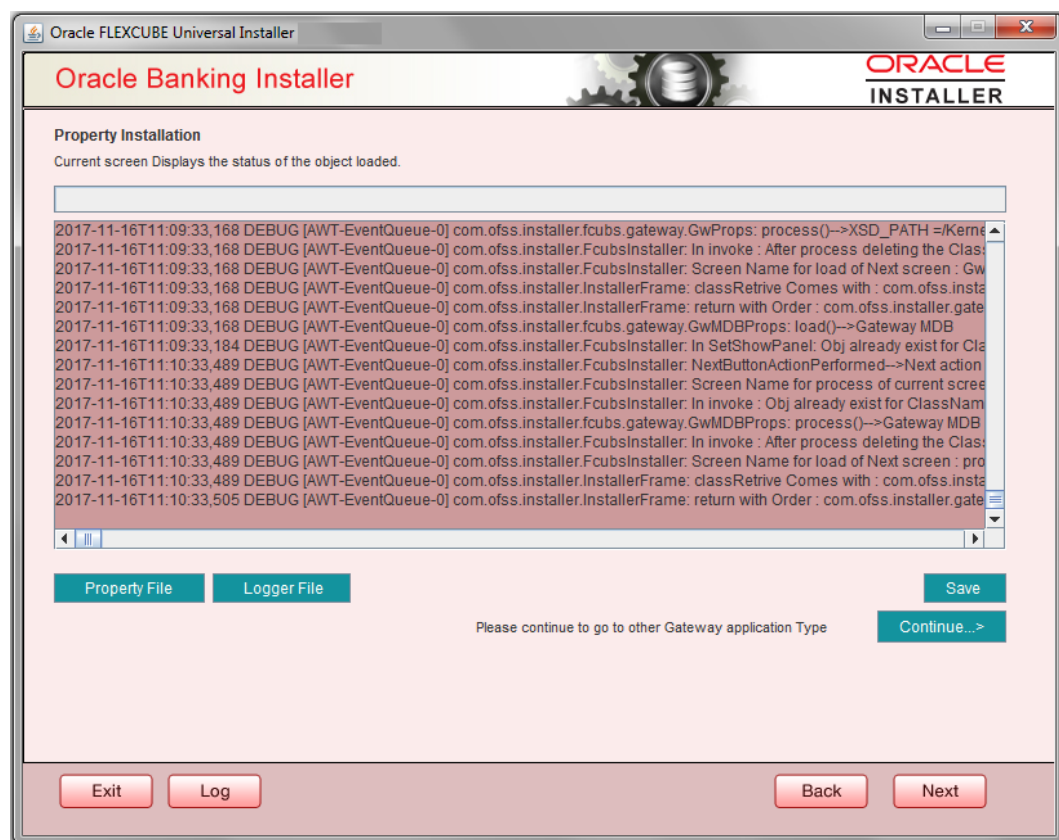 Oracle FLEXCUBE Universal Installer
Oracle Banking Installer
ORACLE
INSTALLER
Property Installation
Current screen Displays the status of the object loaded.
2017-11-16T11:09:33,168 DEBUG [AWT-EventQueue-0] com.ofss.installer.fcubs.gateway.GwProps: process()-->XSD_PATH =/Kerne
2017-11-16T11:09:33,168 DEBUG [AWT-EventQueue-0] com.ofss.installer.FcubsInstaller: In invoke : After process deleting the Clas
2017-11-16T11:09:33,168 DEBUG [AWT-EventQueue-0] com.ofss.installer.FcubsInstaller: Screen Name for load of Next screen : Gw
2017-11-16T11:09:33,168 DEBUG [AWT-EventQueue-0] com.ofss.installer.InstallerFrame: classRetrive Comes with : com.ofss.insta
2017-11-16T11:09:33,168 DEBUG [AWT-EventQueue-0] com.ofss.installer.InstallerFrame: return with Order : com.ofss.installer.gate
2017-11-16T11:09:33,168 DEBUG [AWT-EventQueue-0] com.ofss.installer.fcubs.gateway.GwMDBProps: load()-->Gateway MDB
2017-11-16T11:09:33,184 DEBUG [AWT-EventQueue-0] com.ofss.installer.FcubsInstaller: In SetShowPanel: Obj already exist for Cla
2017-11-16T11:10:33,489 DEBUG [AWT-EventQueue-0] com.ofss.installer.FcubsInstaller: NextButtonActionPerformed-->Next action
2017-11-16T11:10:33,489 DEBUG [AWT-EventQueue-0] com.ofss.installer.FcubsInstaller: Screen Name for process of current scree
2017-11-16T11:10:33,489 DEBUG [AWT-EventQueue-0] com.ofss.installer.FcubsInstaller: In invoke : Obj already exist for ClassNam
2017-11-16T11:10:33,489 DEBUG [AWT-EventQueue-0] com.ofss.installer.fcubs.gateway.GwMDBProps: process()-->Gateway MDB
2017-11-16T11:10:33,489 DEBUG [AWT-EventQueue-0] com.ofss.installer.FcubsInstaller: In invoke : After process deleting the Clas
2017-11-16T11:10:33,489 DEBUG [AWT-EventQueue-0] com.ofss.installer.FcubsInstaller: Screen Name for load of Next screen : pro
2017-11-16T11:10:33,489 DEBUG [AWT-EventQueue-0] com.ofss.installer.InstallerFrame: classRetrive Comes with : com.ofss.insta
2017-11-16T11:10:33,505 DEBUG [AWT-EventQueue-0] com.ofss.installer.InstallerFrame: return with Order : com.ofss.installer.gate
Property File Logger File Save
Please continue to go to other Gateway application Type Continue...>
Exit Log Back Next